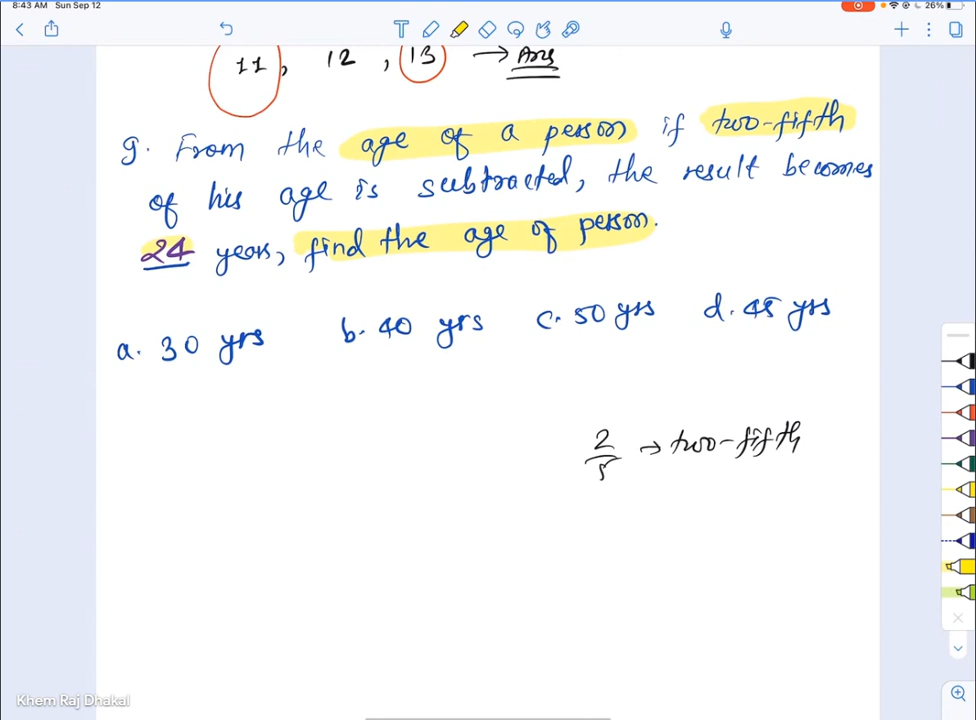 8:43 AM Sun Sep 12
26%
11, 12, 13 → Ans
g. From the age of a person if two-fifth
of his age is subtracted, the result becomes
24 years, find the age of person.
a. 30 yrs b. 40 yrs c. 50 yrs d. 45 yrs
2/5 → two-fifth
Khem Raj Dhakal